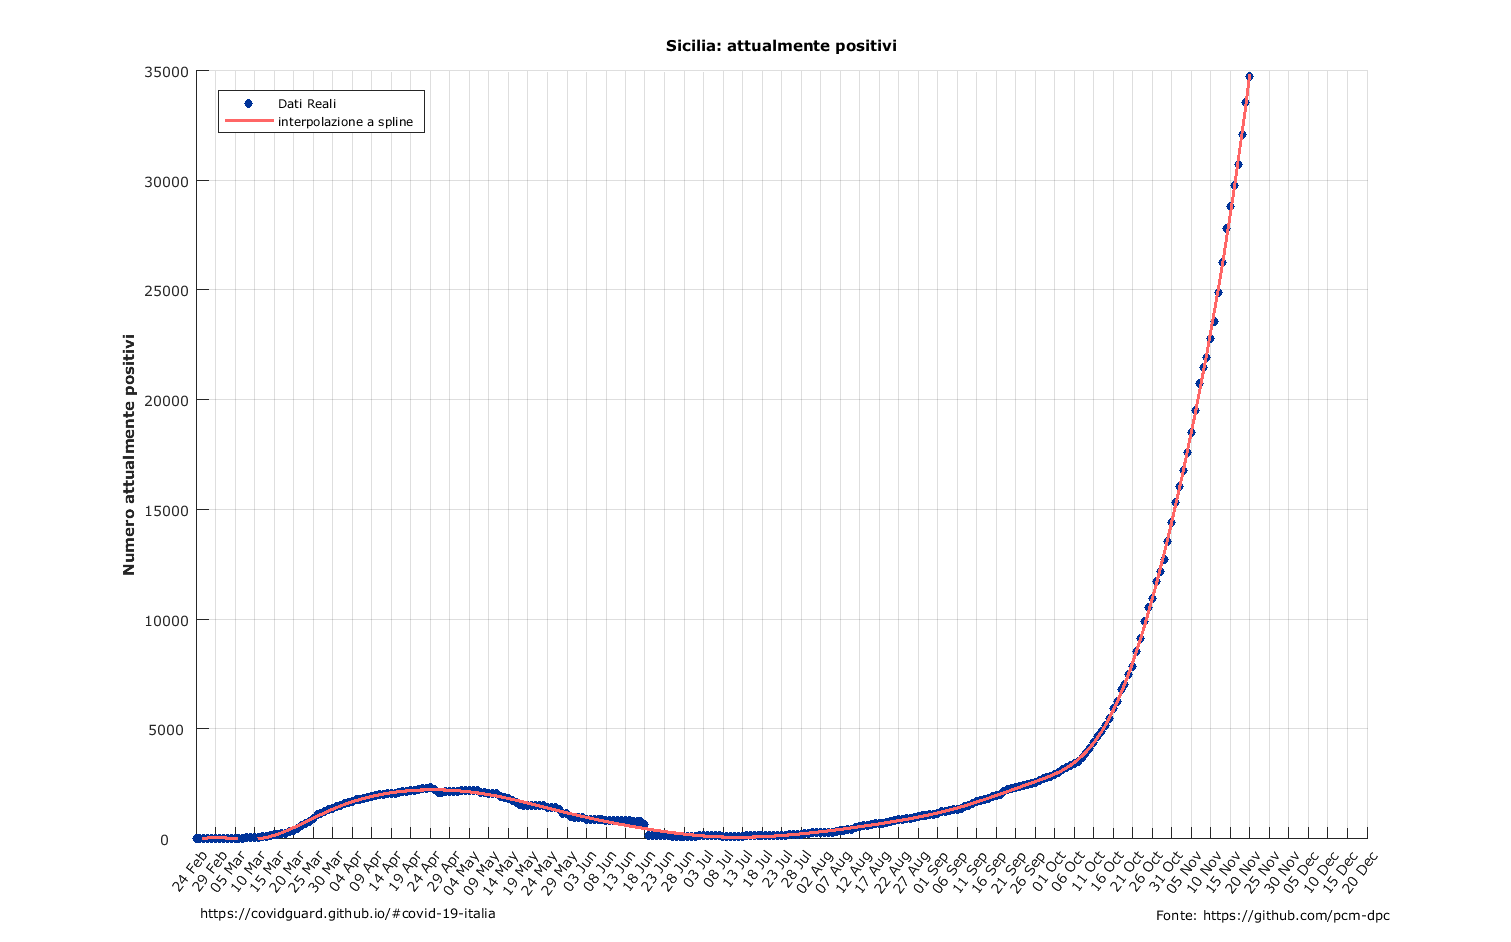 Sicilia: attualmente positivi
35000
30000
25000
20000
15000
10000
5000
0
Numero attualmente positivi
Dati Reali
interpolazione a spline
24 Feb
29 Feb
05 Mar
10 Mar
15 Mar
20 Mar
25 Mar
30 Mar
04 Apr
09 Apr
14 Apr
19 Apr
24 Apr
29 Apr
04 May
09 May
14 May
19 May
24 May
29 May
03 Jun
08 Jun
13 Jun
18 Jun
23 Jun
28 Jun
03 Jul
08 Jul
13 Jul
18 Jul
23 Jul
28 Jul
02 Aug
07 Aug
12 Aug
17 Aug
22 Aug
27 Aug
01 Sep
06 Sep
11 Sep
16 Sep
21 Sep
26 Sep
01 Oct
06 Oct
11 Oct
16 Oct
21 Oct
26 Oct
31 Oct
05 Nov
10 Nov
15 Nov
20 Nov
25 Nov
30 Nov
05 Dec
10 Dec
15 Dec
20 Dec
https://covidguard.github.io/#covid-19-italia
Fonte: https://github.com/pcm-dpc